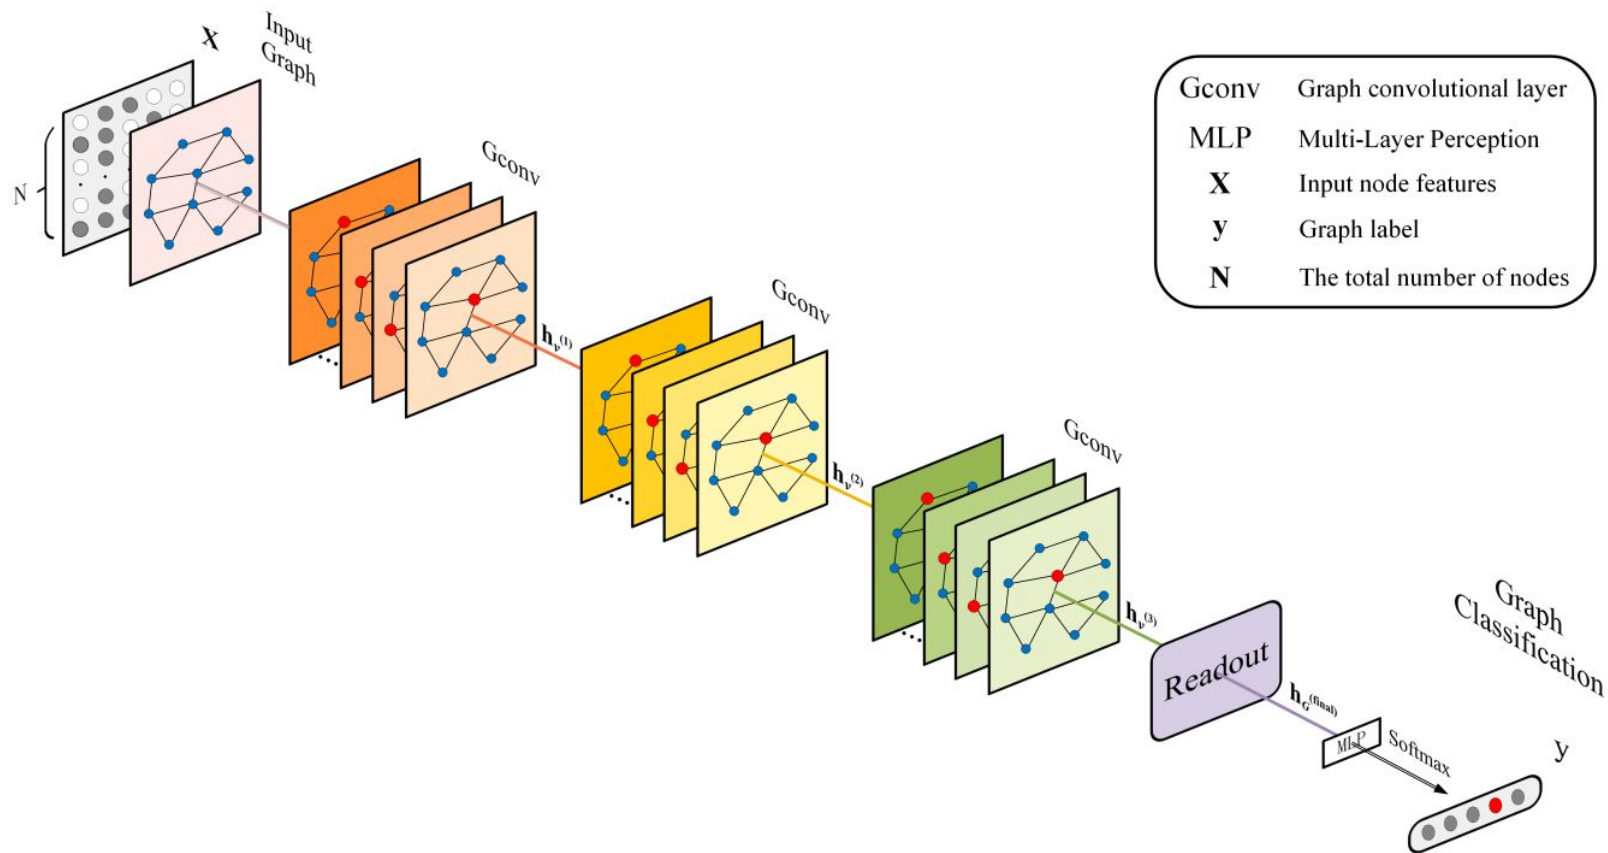 X
Input
Graph
N
Gconv
h_v^(1)
Gconv
h_v^(2)
Gconv
h_v^(3)
Readout
h_G^(final)
MLP
Softmax
Graph
Classification
y
Gconv Graph convolutional layer
MLP Multi-Layer Perception
X Input node features
y Graph label
N The total number of nodes